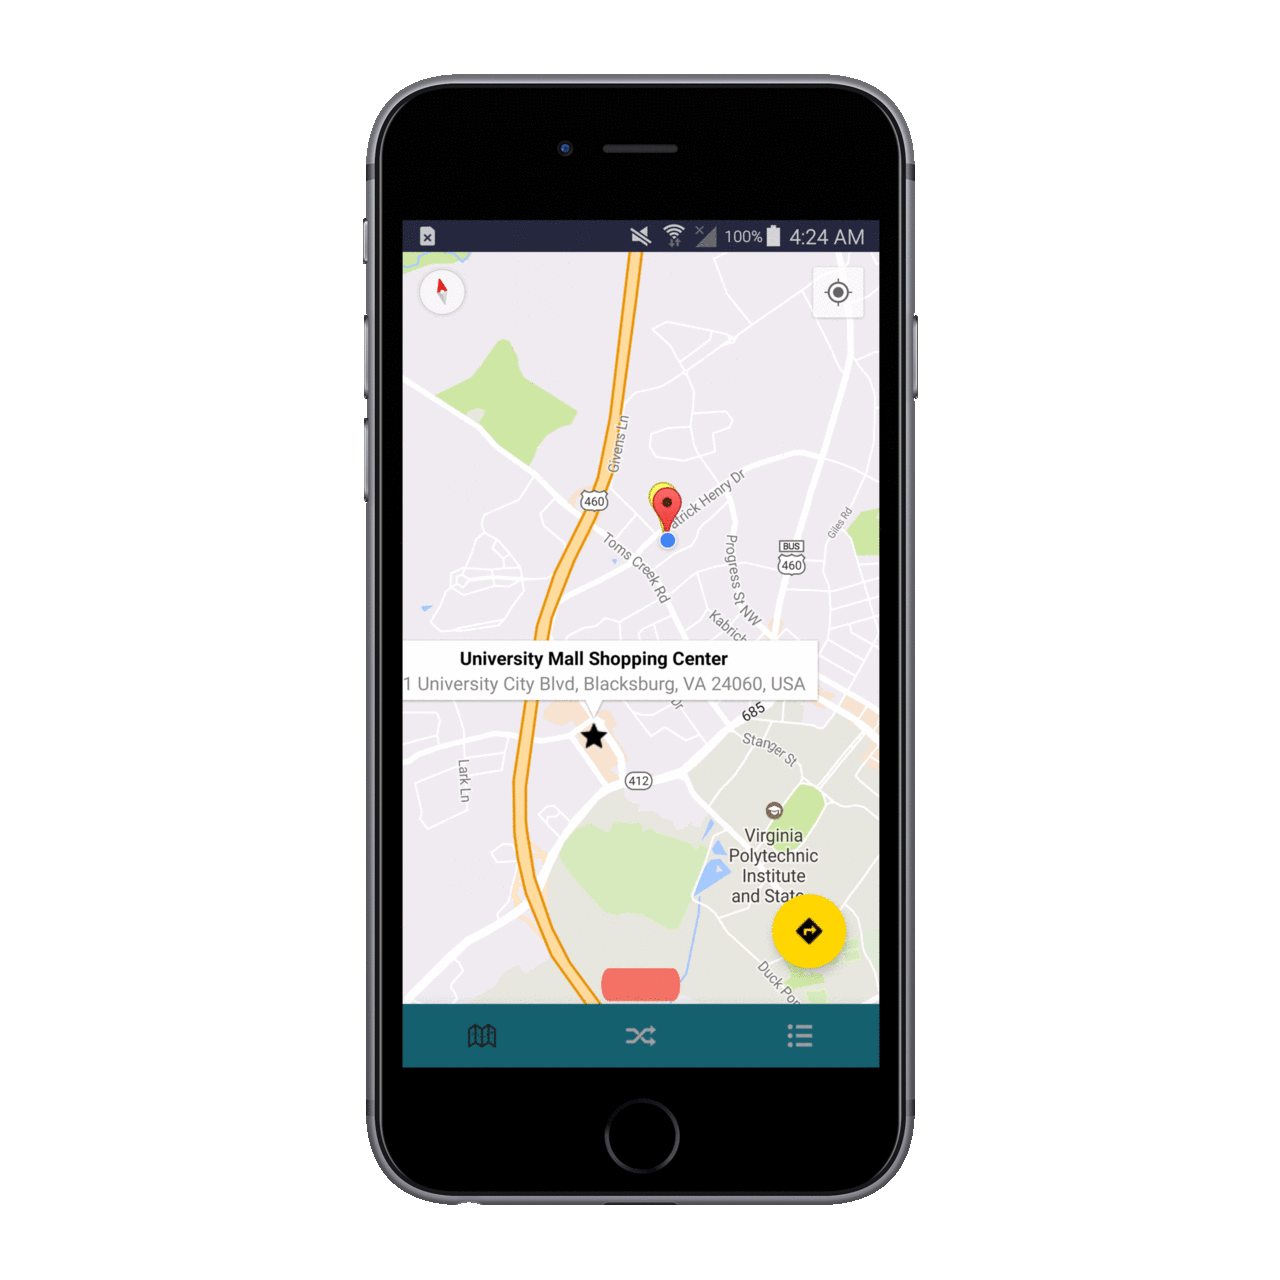 100% 4:24 AM
Givens Ln
460
atrick Henry Dr
Giles Rd
BUS
460
Toms Creek Rd
Progress St NW
Kabrich
University Mall Shopping Center
1 University City Blvd, Blacksburg, VA 24060, USA
Dr
685
Stanger St
Lark Ln
412
Virginia
Polytechnic
Institute
and State
Duck Pon